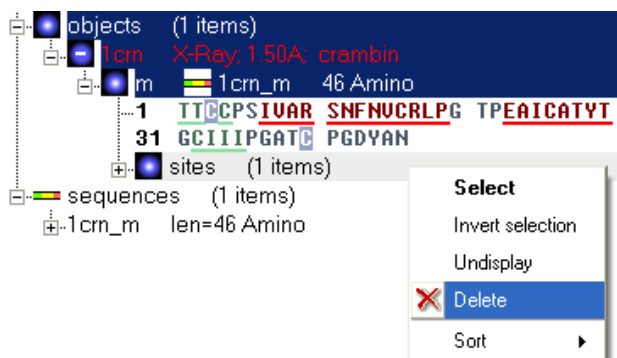 objects (1 items)
1crn X-Ray; 1.50A; crambin
m 1crn_m 46 Amino
1 TTCCPSIVAR SNFNVCRLPG TPEAICATYT
31 GCIIIPGATC PGDYAN
sites (1 items)
sequences (1 items)
1crn_m len=46 Amino
Select
Invert selection
Undisplay
Delete
Sort